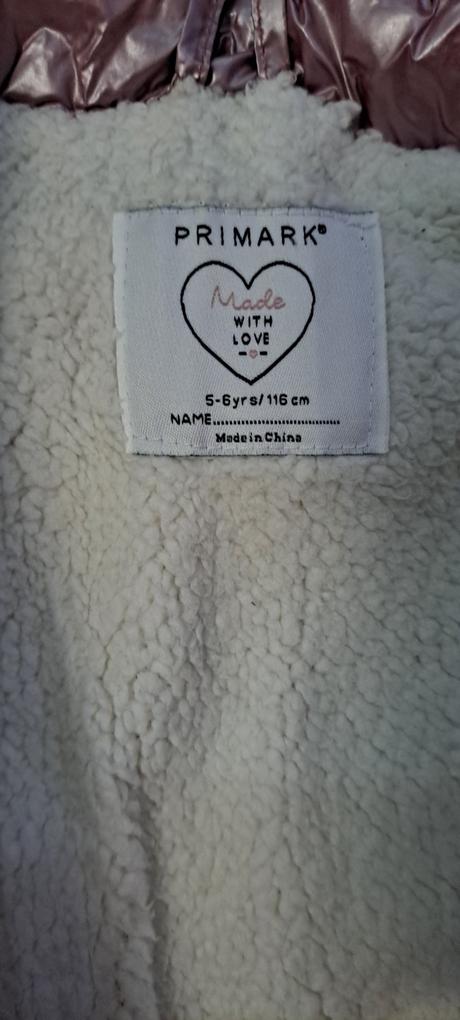 PRIMARK®
Made
WITH
LOVE
5-6yrs/116 cm
NAME.................................
Made in China